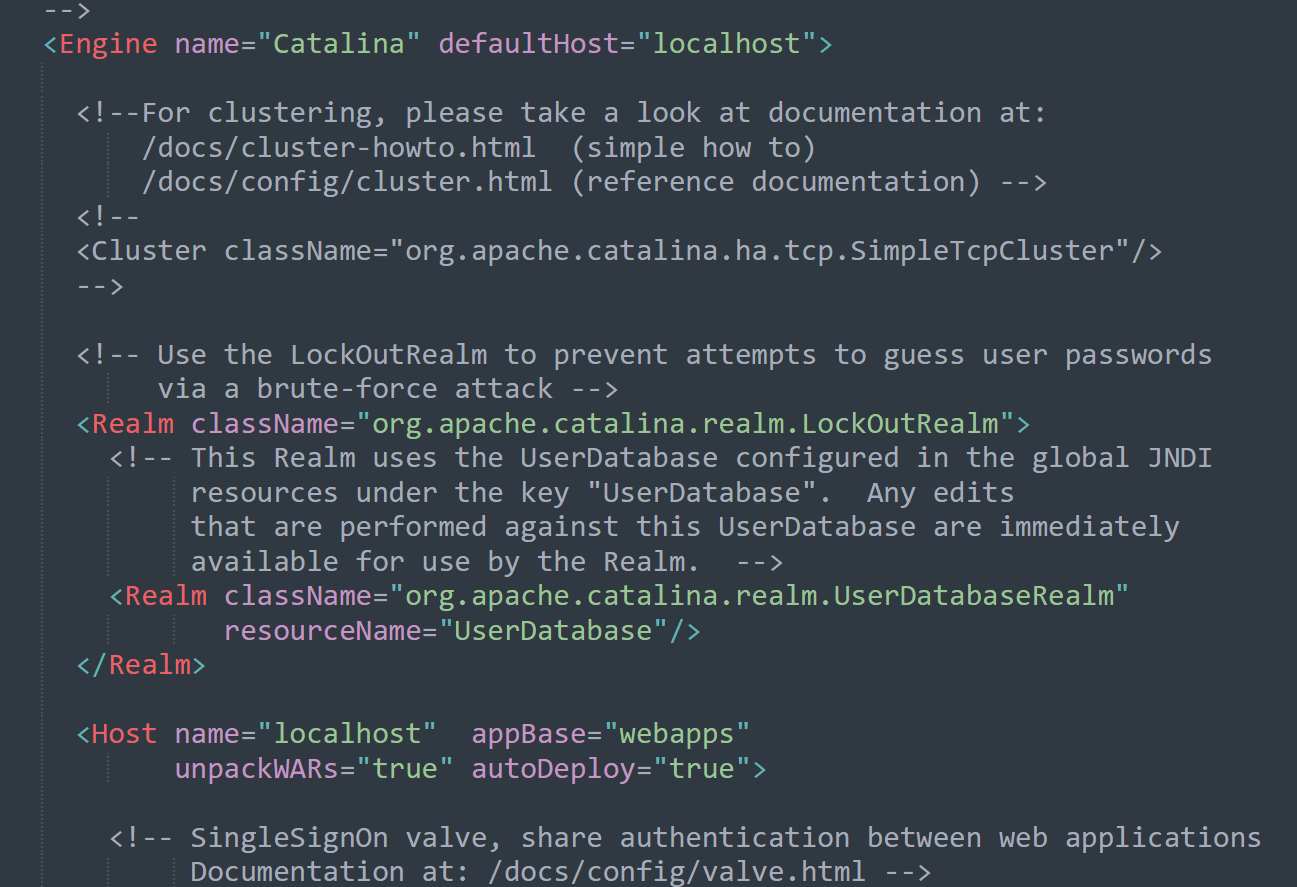 -->
<Engine name="Catalina" defaultHost="localhost">
<!--For clustering, please take a look at documentation at:
/docs/cluster-howto.html  (simple how to)
/docs/config/cluster.html (reference documentation) -->
<!--
<Cluster className="org.apache.catalina.ha.tcp.SimpleTcpCluster"/>
-->
<!-- Use the LockOutRealm to prevent attempts to guess user passwords
via a brute-force attack -->
<Realm className="org.apache.catalina.realm.LockOutRealm">
<!-- This Realm uses the UserDatabase configured in the global JNDI
resources under the key "UserDatabase".  Any edits
that are performed against this UserDatabase are immediately
available for use by the Realm.  -->
<Realm className="org.apache.catalina.realm.UserDatabaseRealm"
resourceName="UserDatabase"/>
</Realm>
<Host name="localhost"  appBase="webapps"
unpackWARs="true" autoDeploy="true">
<!-- SingleSignOn valve, share authentication between web applications
Documentation at: /docs/config/valve.html -->